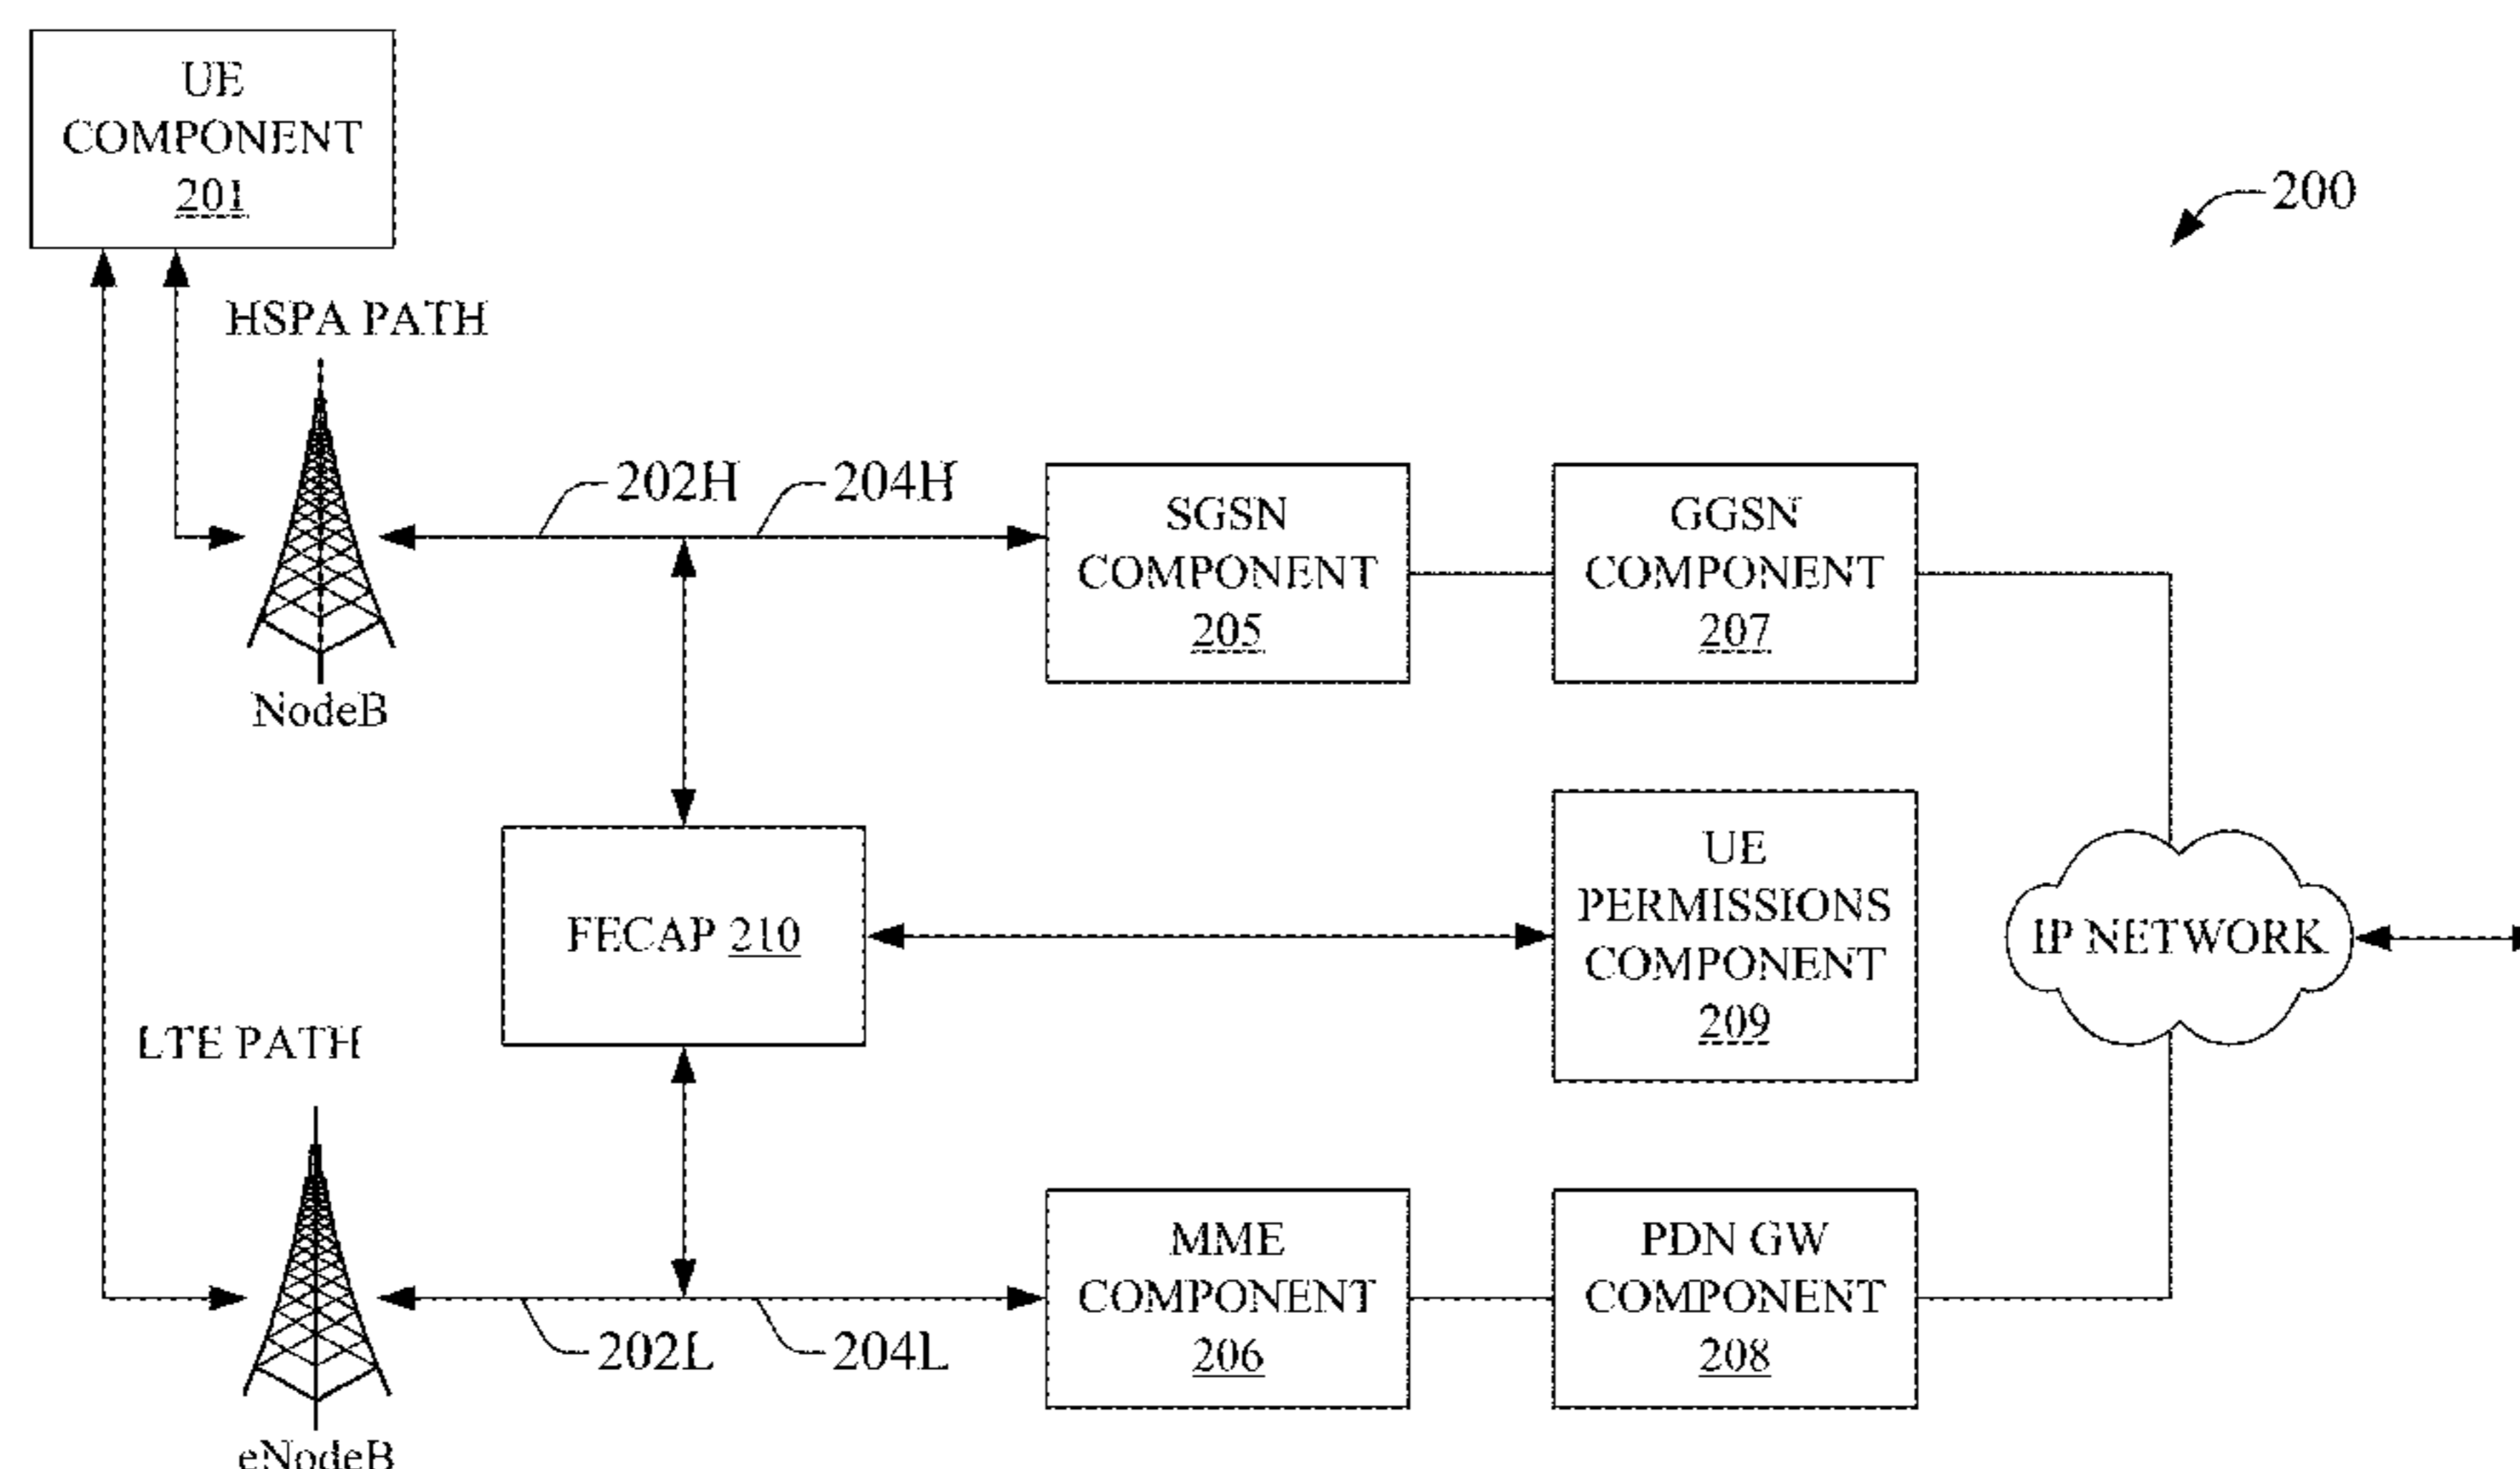 UE
COMPONENT
201
200
HSPA PATH
202H
204H
SGSN
COMPONENT
205
GGSN
COMPONENT
207
NodeB
FECAP 210
UE
PERMISSIONS
COMPONENT
209
IP NETWORK
LTE PATH
MME
COMPONENT
206
PDN GW
COMPONENT
208
202L
204L
eNodeB